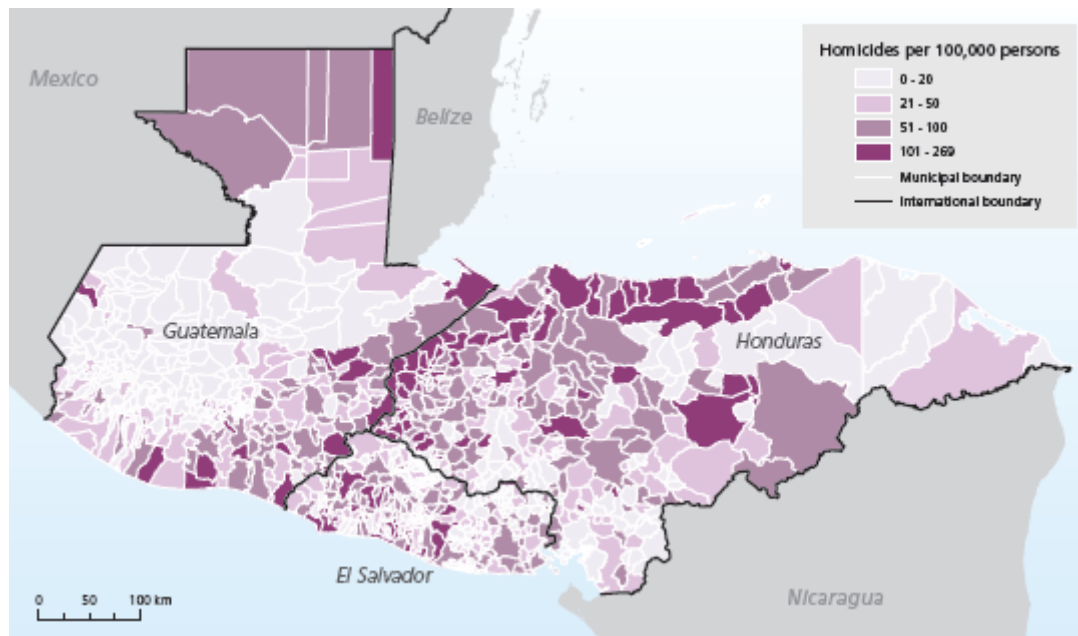 Homicides per 100,000 persons
0 - 20
21 - 50
51 - 100
101 - 269
Municipal boundary
International boundary
Mexico
Belize
Guatemala
Honduras
El Salvador
Nicaragua
0 50 100 km